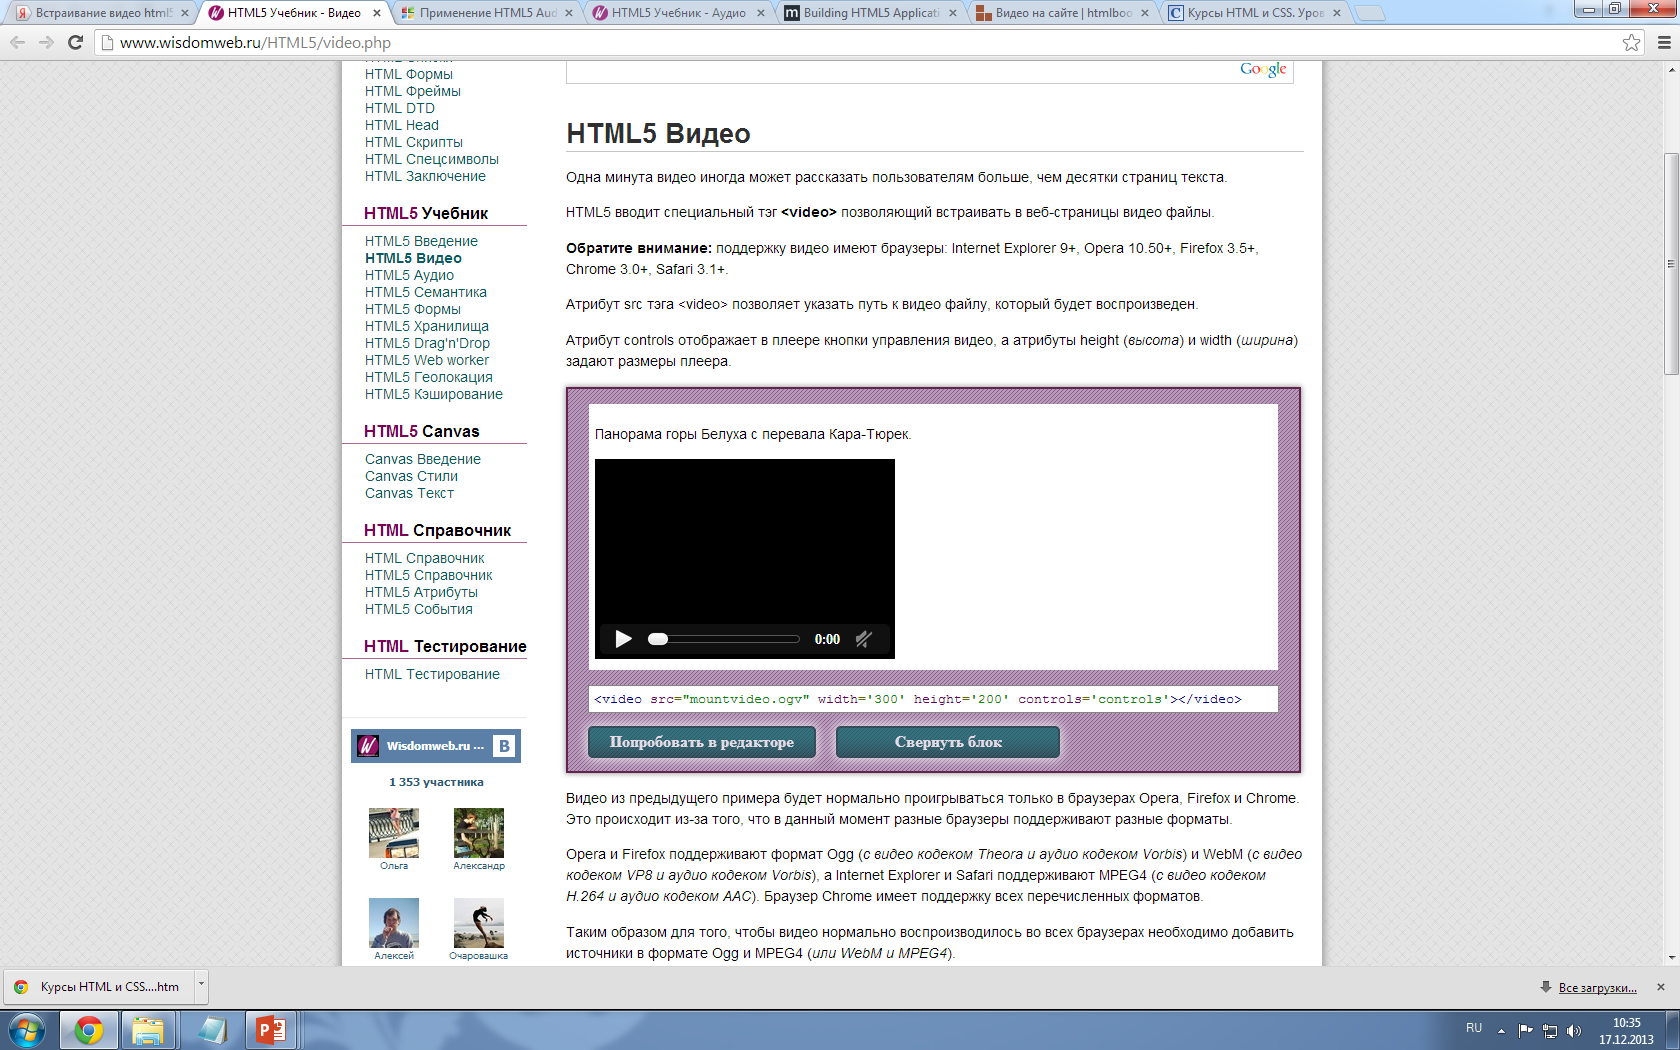 Встраивание видео html5
HTML5 Учебник - Видео
Применение HTML5 Aud
HTML5 Учебник - Аудио
Building HTML5 Applicati
Видео на сайте | htmlboo
Курсы HTML и CSS. Уров
www.wisdomweb.ru/HTML5/video.php
HTML Формы
HTML Фреймы
HTML DTD
HTML Head
HTML Скрипты
HTML Спецсимволы
HTML Заключение
HTML5 Учебник
HTML5 Введение
HTML5 Видео
HTML5 Аудио
HTML5 Семантика
HTML5 Формы
HTML5 Хранилища
HTML5 Drag'n'Drop
HTML5 Web worker
HTML5 Геолокация
HTML5 Кэширование
HTML5 Canvas
Canvas Введение
Canvas Стили
Canvas Текст
HTML Справочник
HTML Справочник
HTML5 Справочник
HTML5 Атрибуты
HTML5 События
HTML Тестирование
HTML Тестирование
Wisdomweb.ru ... B
1 353 участника
Ольга
Александр
Алексей
Очаровашка
Google
HTML5 Видео
Одна минута видео иногда может рассказать пользователям больше, чем десятки страниц текста.
HTML5 вводит специальный тэг <video> позволяющий встраивать в веб-страницы видео файлы.
Обратите внимание: поддержку видео имеют браузеры: Internet Explorer 9+, Opera 10.50+, Firefox 3.5+,
Chrome 3.0+, Safari 3.1+.
Атрибут src тэга <video> позволяет указать путь к видео файлу, который будет воспроизведен.
Атрибут controls отображает в плеере кнопки управления видео, а атрибуты height (высота) и width (ширина)
задают размеры плеера.
Панорама горы Белуха с перевала Кара-Тюрек.
0:00
<video src="mountvideo.ogv" width='300' height='200' controls='controls'></video>
Попробовать в редакторе
Свернуть блок
Видео из предыдущего примера будет нормально проигрываться только в браузерах Opera, Firefox и Chrome.
Это происходит из-за того, что в данный момент разные браузеры поддерживают разные форматы.
Opera и Firefox поддерживают формат Ogg (с видео кодеком Theora и аудио кодеком Vorbis) и WebM (с видео
кодеком VP8 и аудио кодеком Vorbis), а Internet Explorer и Safari поддерживают MPEG4 (с видео кодеком
H.264 и аудио кодеком AAC). Браузер Chrome имеет поддержку всех перечисленных форматов.
Таким образом для того, чтобы видео нормально воспроизводилось во всех браузерах необходимо добавить
источники в формате Ogg и MPEG4 (или WebM и MPEG4).
Курсы HTML и CSS....htm
Все загрузки...
RU
10:35
17.12.2013